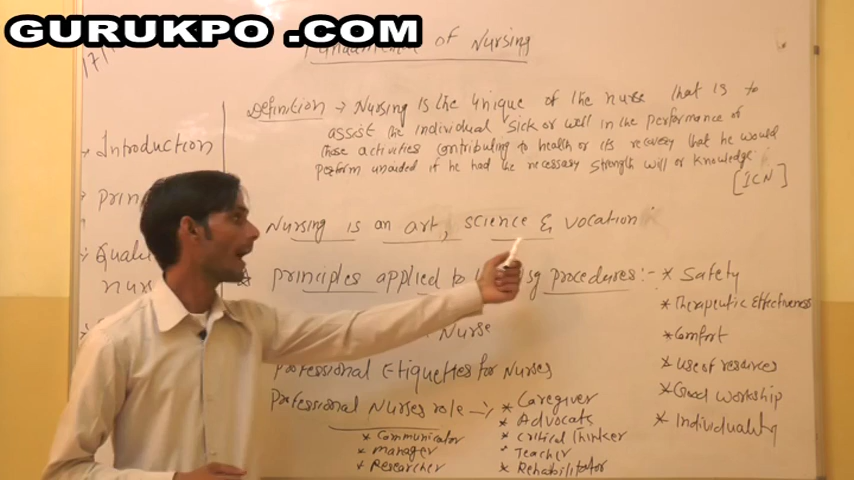 GURUKPO .COM
17/1
Fundamental of Nursing
Definition → Nursing is the unique of the nurse that is to
assist the individual sick or well in the performance of
those activities contributing to health or its recovery that he would
perform unaided if he had the necessary strength will or knowledge
[ICN]
Introduction
Nursing is an art, science & vocation
principles applied to procedures :- * Safety
* Therapeutic Effectiveness
* Comfort
* Use of resources
* Good workship
* Individuality
Nurse
Professional Etiquettes for Nurses
Professional Nurses role → * Caregiver
* Advocats
* Critical Thinker
* Teacher
* Rehabilitator
* Communicator
* Manager
* Researcher